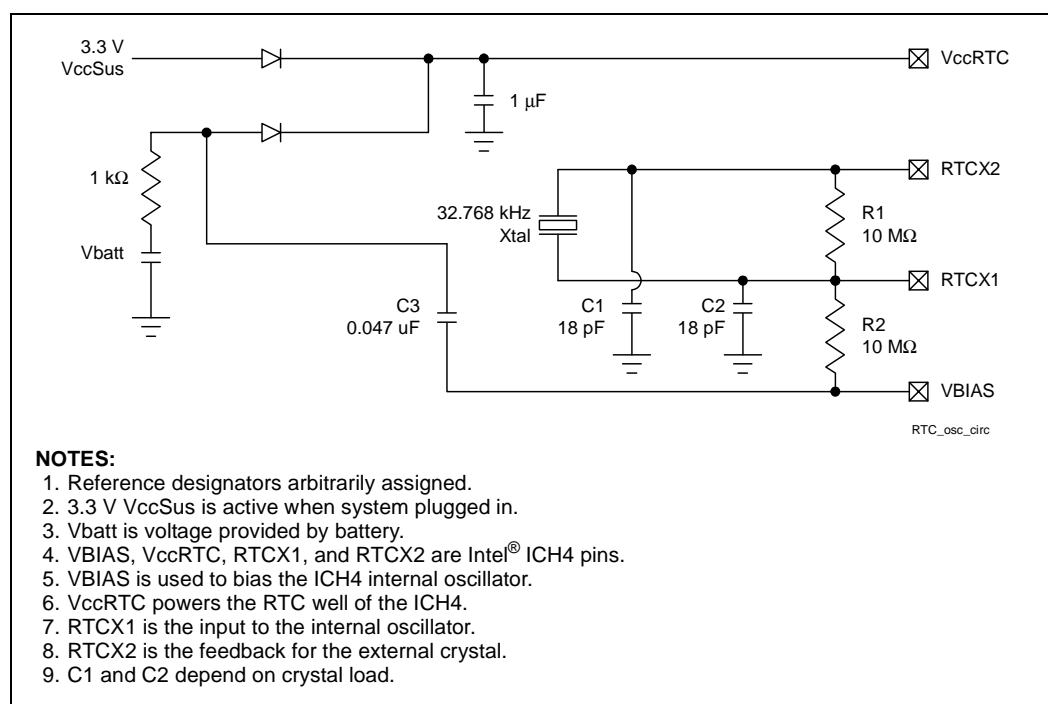 3.3 V
VccSus
VccRTC
1 μF
1 kΩ
Vbatt
RTCX2
32.768 kHz
Xtal
R1
10 MΩ
RTCX1
C3
0.047 uF
C1
18 pF
C2
18 pF
R2
10 MΩ
VBIAS
RTC_osc_circ
NOTES:
1. Reference designators arbitrarily assigned.
2. 3.3 V VccSus is active when system plugged in.
3. Vbatt is voltage provided by battery.
4. VBIAS, VccRTC, RTCX1, and RTCX2 are Intel® ICH4 pins.
5. VBIAS is used to bias the ICH4 internal oscillator.
6. VccRTC powers the RTC well of the ICH4.
7. RTCX1 is the input to the internal oscillator.
8. RTCX2 is the feedback for the external crystal.
9. C1 and C2 depend on crystal load.